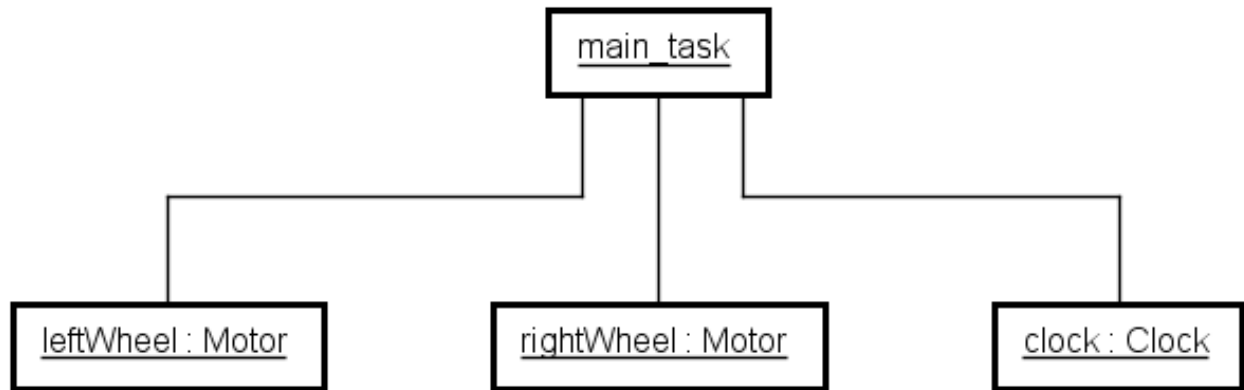 main_task
leftWheel : Motor
rightWheel : Motor
clock : Clock